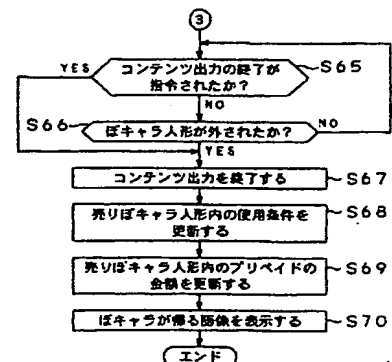 3
コンテンツ出力の終了が
指令されたか？
S65
YES
NO
S66
ぽキャラ人形が外されたか？
NO
YES
コンテンツ出力を終了する
S67
売りぽキャラ人形内の使用条件を
更新する
S68
売りぽキャラ人形内のプリペイドの
金額を更新する
S69
ぽキャラが帰る画像を表示する
S70
エンド